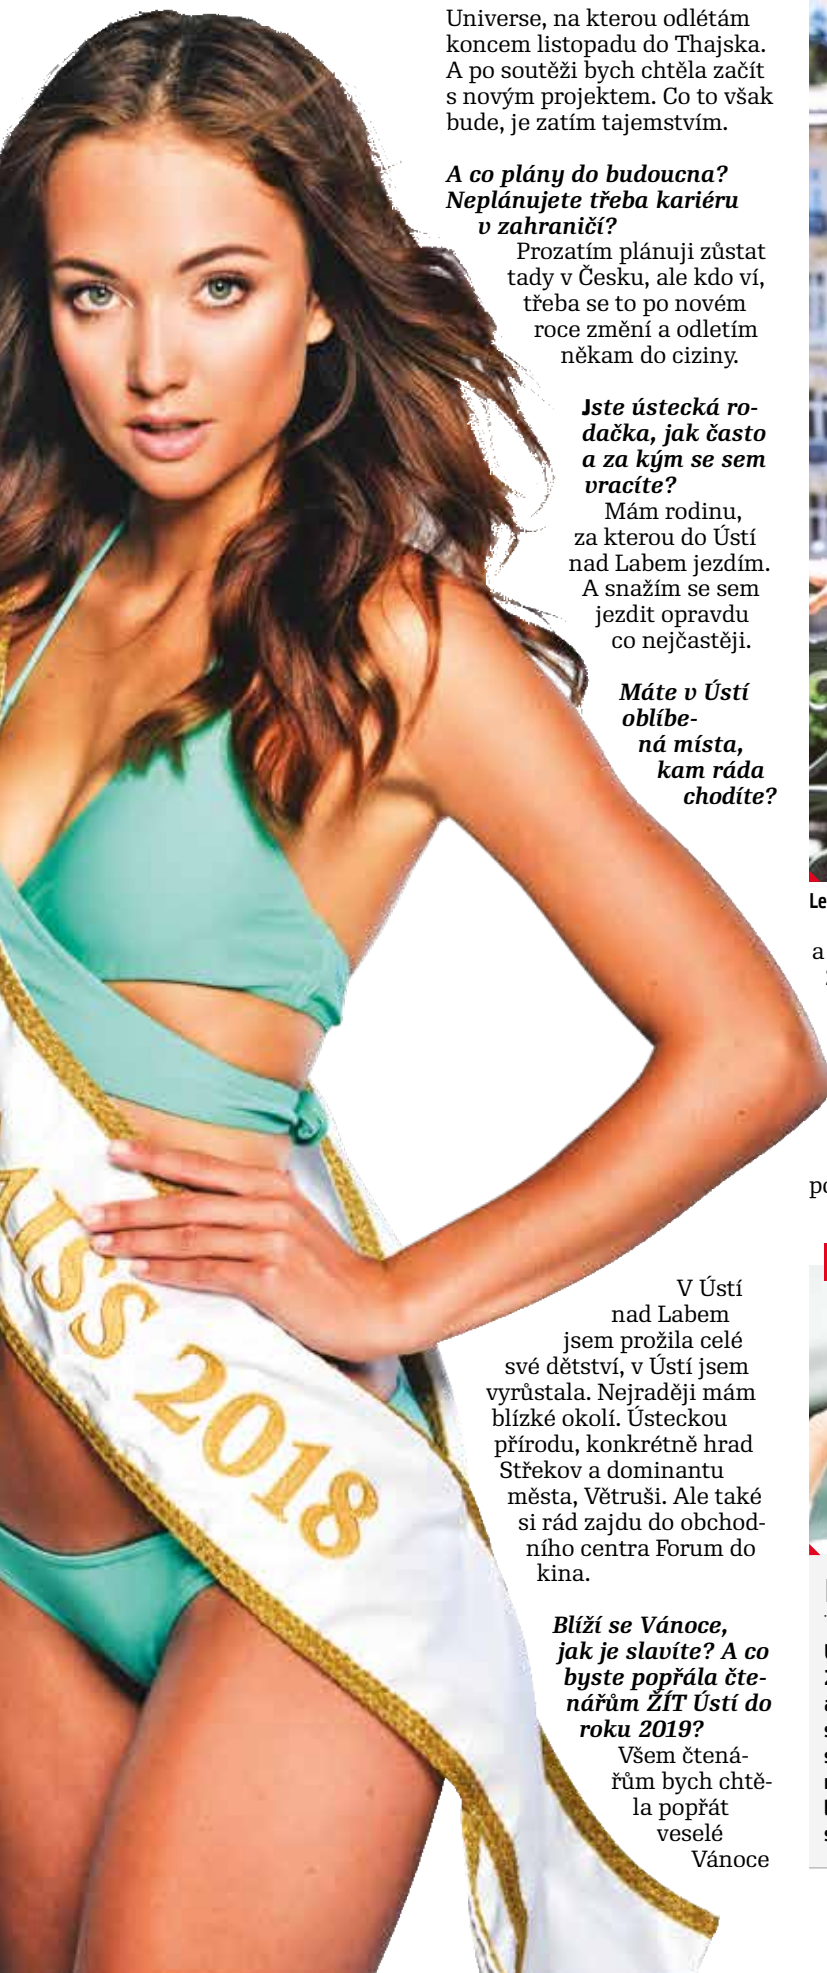 Universe, na kterou odlétám
koncem listopadu do Thajska.
A po soutěži bych chtěla začít
s novým projektem. Co to však
bude, je zatím tajemstvím.
A co plány do budoucna?
Neplánujete třeba kariéru
v zahraničí?
Prozatím plánuji zůstat
tady v Česku, ale kdo ví,
třeba se to po novém
roce změní a odletím
někam do ciziny.
Jste ústecká ro-
dačka, jak často
a za kým se sem
vracíte?
Mám rodinu,
za kterou do Ústí
nad Labem jezdím.
A snažím se sem
jezdit opravdu
co nejčastěji.
Máte v Ústí
oblíbe-
ná místa,
kam ráda
chodíte?
V Ústí
nad Labem
jsem prožila celé
své dětství, v Ústí jsem
vyrůstala. Nejraději mám
blízké okolí. Ústeckou
přírodu, konkrétně hrad
Střekov a dominantu
města, Větruši. Ale také
si rád zajdu do obchod-
ního centra Forum do
kina.
Blíží se Vánoce,
jak je slavíte? A co
byste popřála čte-
nářům ŽÍT Ústí do
roku 2019?
Všem čtená-
řům bych chtě-
la popřát
veselé
Vánoce
MISS 2018
Le
a
po